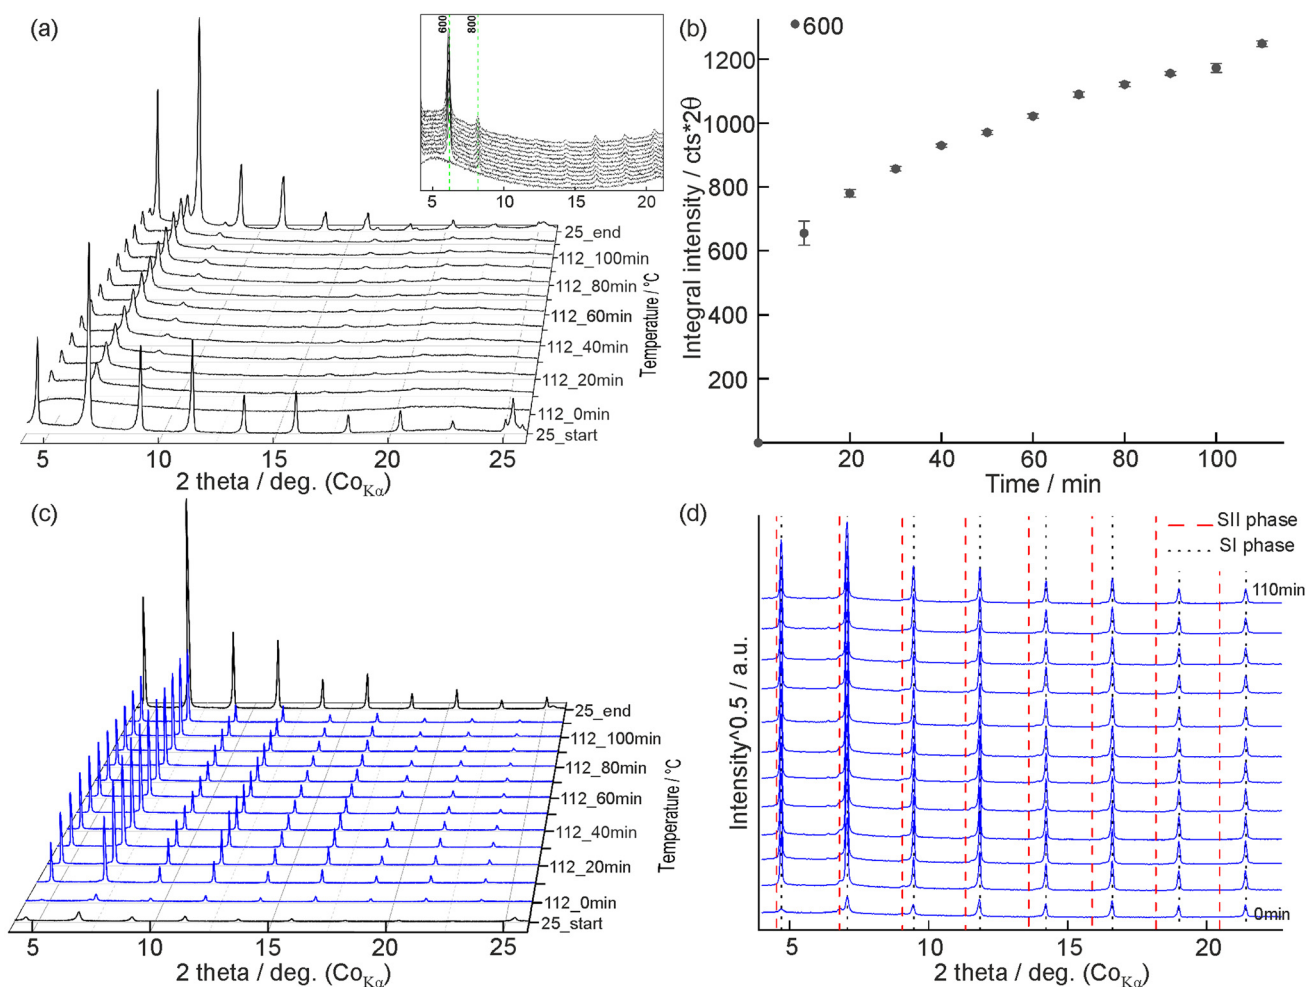 (a)
600
800
5
10
15
20
25_end
112_100min
112_80min
112_60min
112_40min
112_20min
112_0min
25_start
Temperature / °C
5
10
15
20
25
2 theta / deg. (CoKα)
(b)
600
1200
1000
800
600
400
200
Integral intensity / cts*2θ
20
40
60
80
100
Time / min
(c)
25_end
112_100min
112_80min
112_60min
112_40min
112_20min
112_0min
25_start
Temperature / °C
5
10
15
20
25
2 theta / deg. (CoKα)
(d)
SII phase
SI phase
110min
0min
Intensity^0.5 / a.u.
5
10
15
20
2 theta / deg. (CoKα)